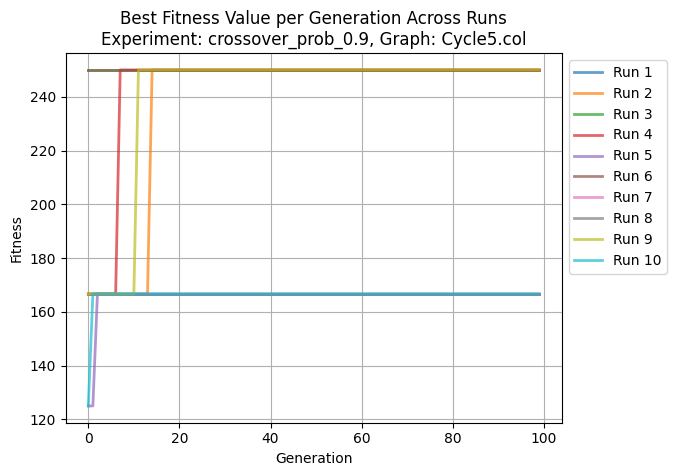 Best Fitness Value per Generation Across Runs
Experiment: crossover_prob_0.9, Graph: Cycle5.col
Fitness
240
220
200
180
160
140
120
0 20 40 60 80 100
Generation
Run 1
Run 2
Run 3
Run 4
Run 5
Run 6
Run 7
Run 8
Run 9
Run 10